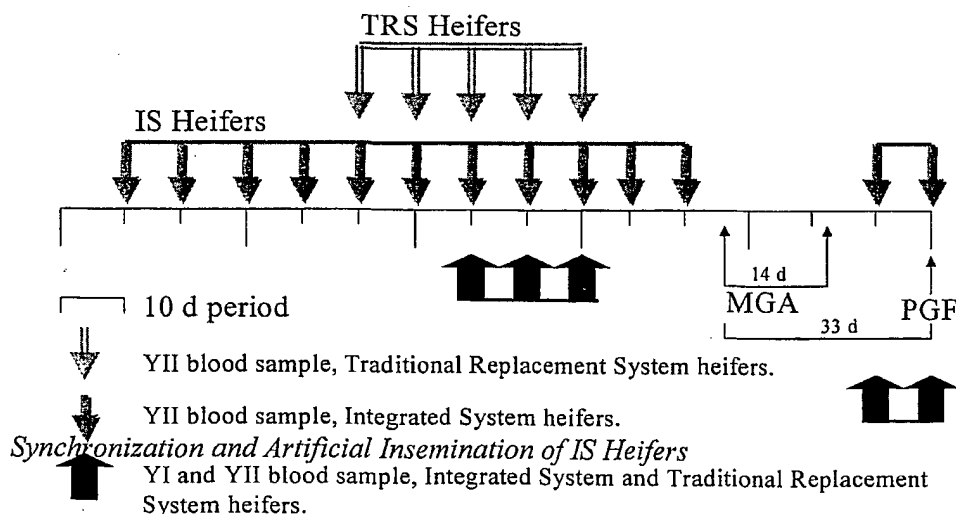 TRS Heifers
IS Heifers
14 d
MGA
PGF
33 d
10 d period
YII blood sample, Traditional Replacement System heifers.
YII blood sample, Integrated System heifers.
Synchronization and Artificial Insemination of IS Heifers
YI and YII blood sample, Integrated System and Traditional Replacement
System heifers.